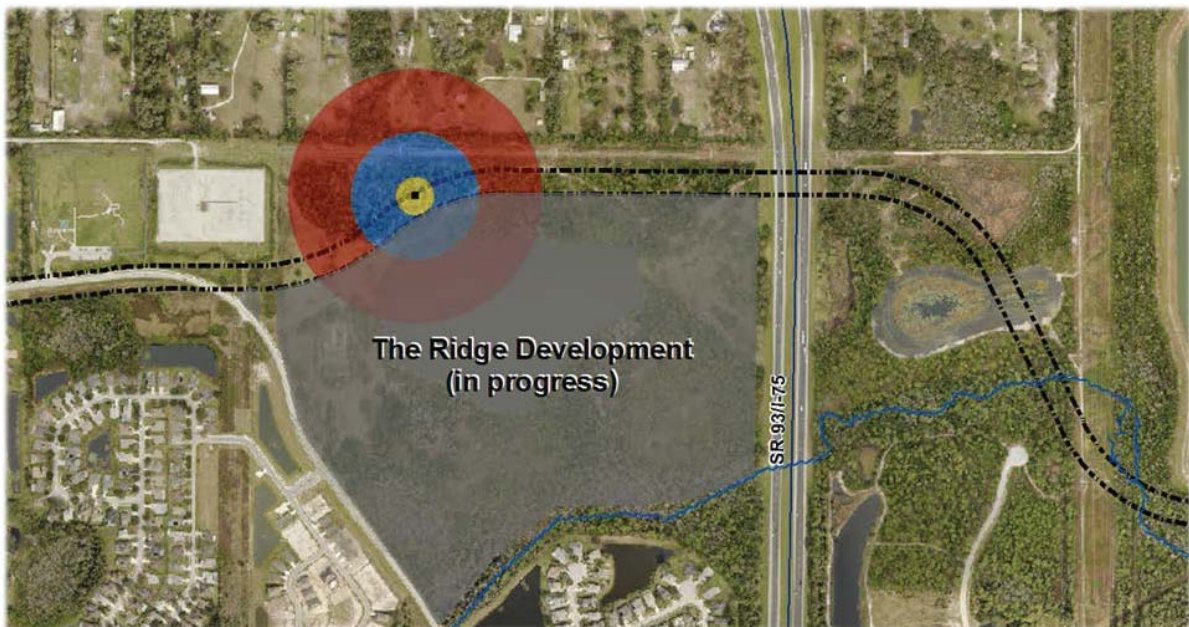 The Ridge Development
(in progress)
SR 93/I-75